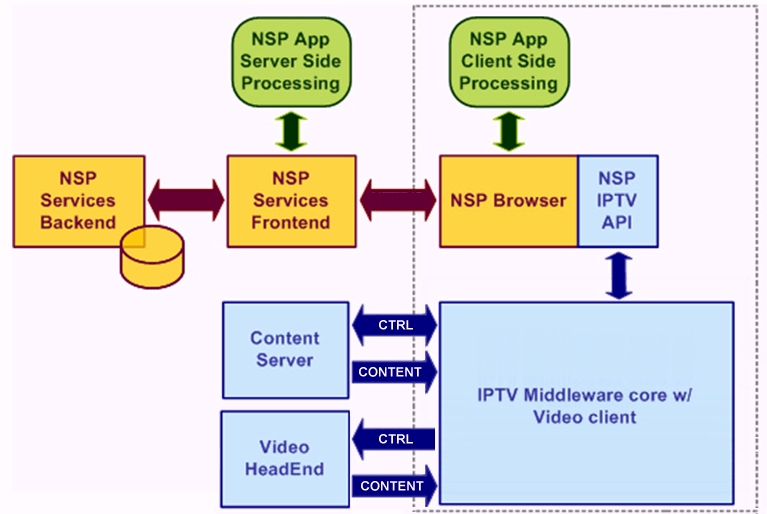 NSP App
Server Side
Processing
NSP App
Client Side
Processing
NSP
Services
Backend
NSP
Services
Frontend
NSP Browser
NSP
IPTV
API
Content
Server
CTRL
CONTENT
IPTV Middleware core w/
Video client
Video
HeadEnd
CTRL
CONTENT